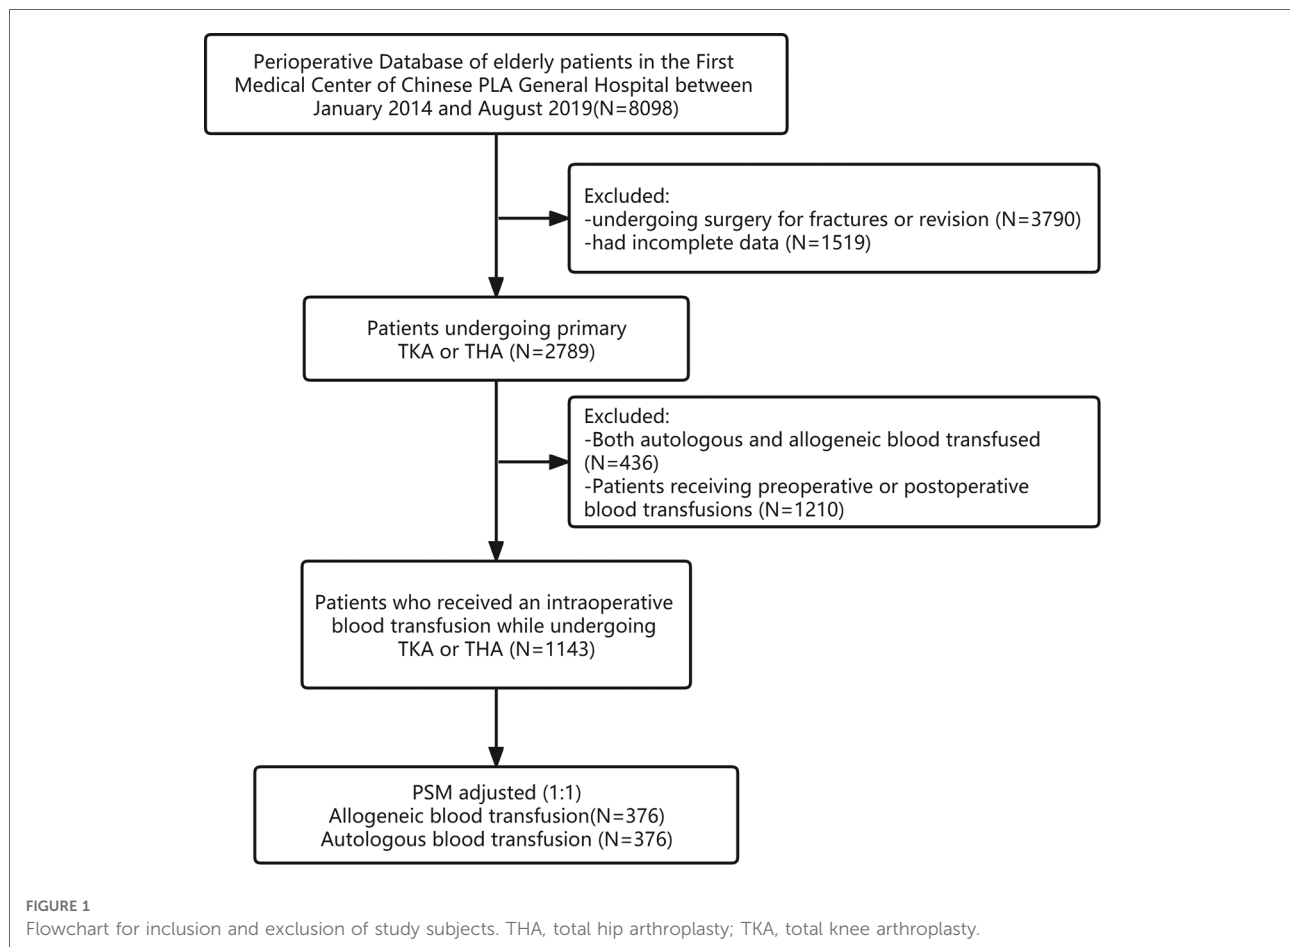 Perioperative Database of elderly patients in the First
Medical Center of Chinese PLA General Hospital between
January 2014 and August 2019(N=8098)
Excluded:
-undergoing surgery for fractures or revision (N=3790)
-had incomplete data (N=1519)
Patients undergoing primary
TKA or THA (N=2789)
Excluded:
-Both autologous and allogeneic blood transfused
(N=436)
-Patients receiving preoperative or postoperative
blood transfusions (N=1210)
Patients who received an intraoperative
blood transfusion while undergoing
TKA or THA (N=1143)
PSM adjusted (1:1)
Allogeneic blood transfusion(N=376)
Autologous blood transfusion (N=376)
FIGURE 1
Flowchart for inclusion and exclusion of study subjects. THA, total hip arthroplasty; TKA, total knee arthroplasty.